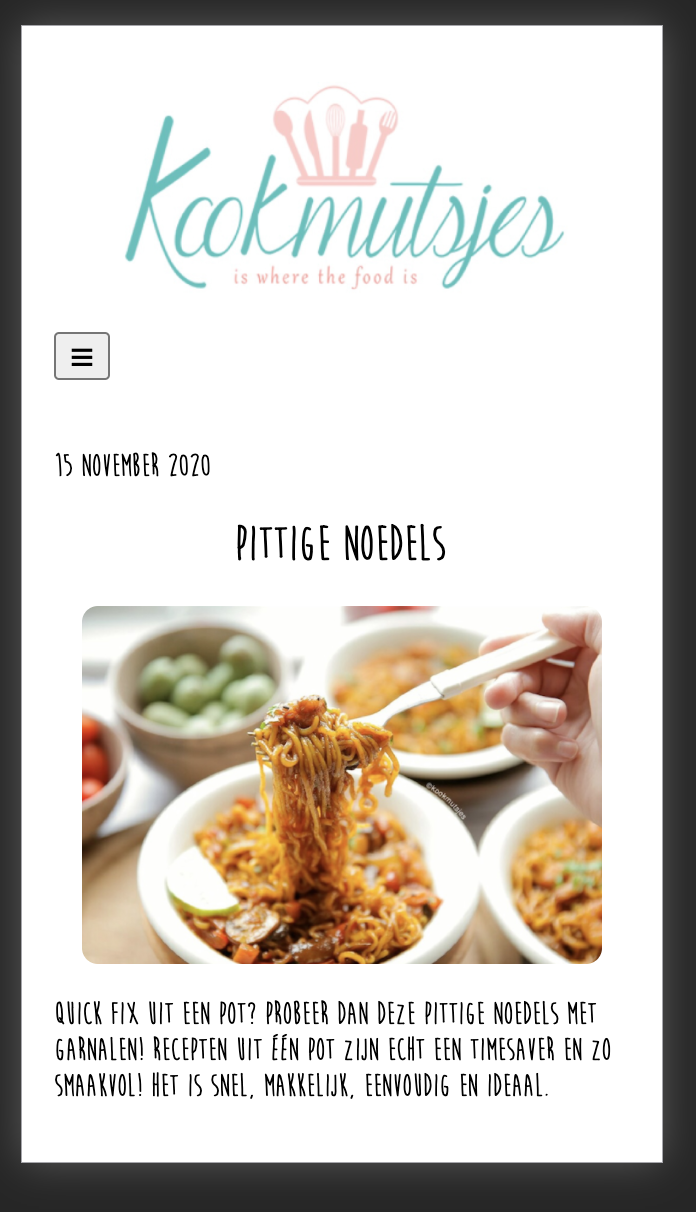 Kookmutsjes
is where the food is
15 NOVEMBER 2020
PITTIGE NOEDELS
©kookmutsjes
QUICK FIX UIT EEN POT? PROBEER DAN DEZE PITTIGE NOEDELS MET
GARNALEN! RECEPTEN UIT ÉÉN POT ZIJN ECHT EEN TIMESAVER EN ZO
SMAAKVOL! HET IS SNEL, MAKKELIJK, EENVOUDIG EN IDEAAL.